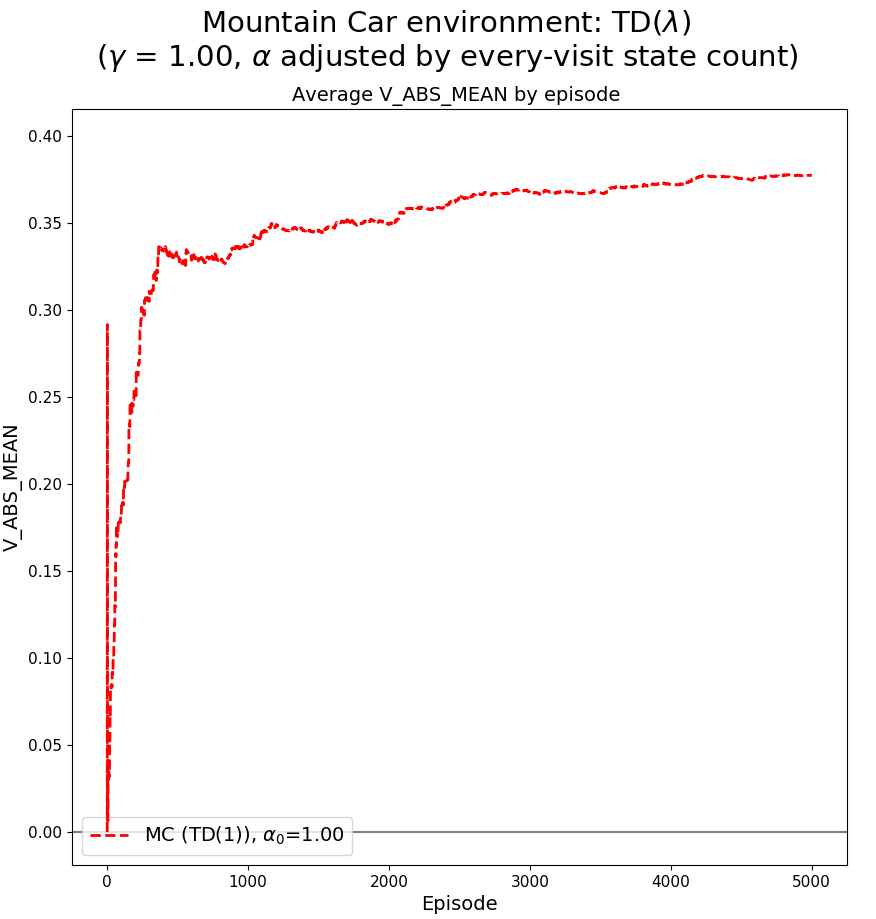 Mountain Car environment: TD(λ)
(γ = 1.00, α adjusted by every-visit state count)
Average V_ABS_MEAN by episode
0.40
0.35
0.30
0.25
0.20
0.15
0.10
0.05
0.00
V_ABS_MEAN
MC (TD(1)), α₀=1.00
0 1000 2000 3000 4000 5000
Episode